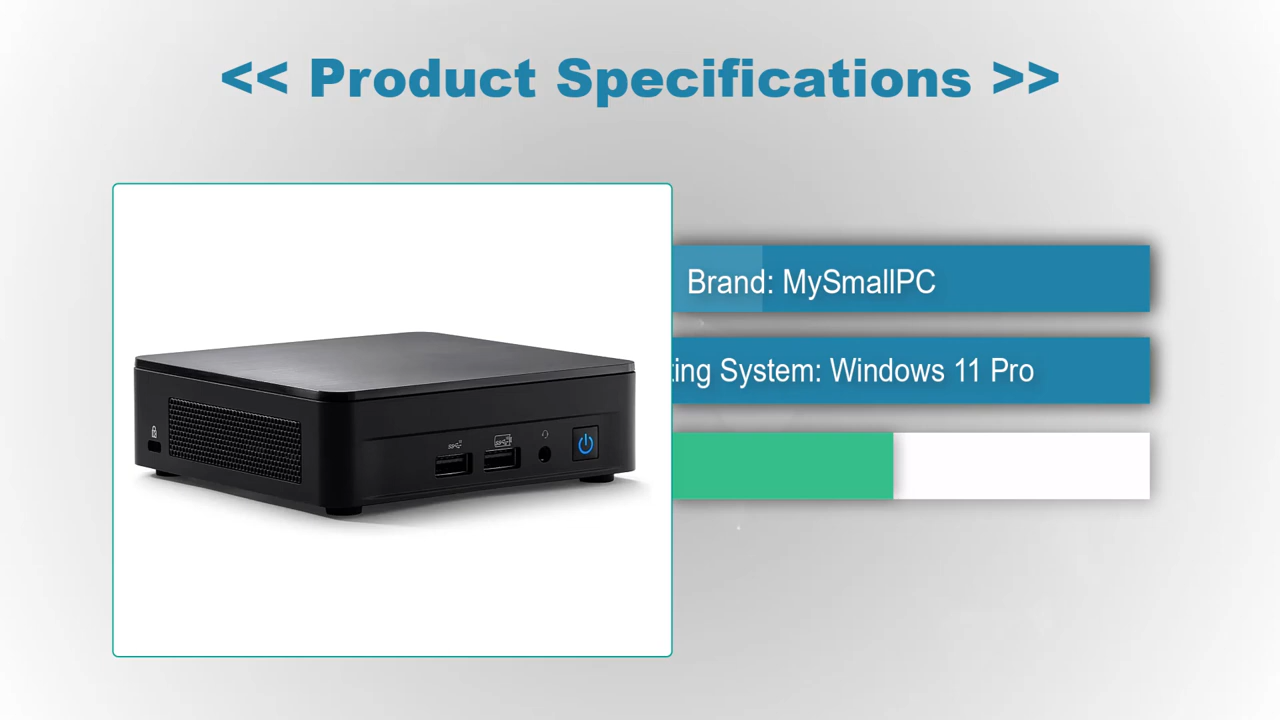 << Product Specifications >>
Brand: MySmallPC
ting System: Windows 11 Pro